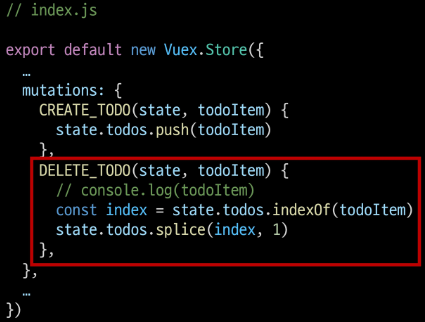 // index.js
export default new Vuex.Store({
  …
  mutations: {
    CREATE_TODO(state, todoItem) {
      state.todos.push(todoItem)
    },
    DELETE_TODO(state, todoItem) {
      // console.log(todoItem)
      const index = state.todos.indexOf(todoItem)
      state.todos.splice(index, 1)
    },
  },
  …
})